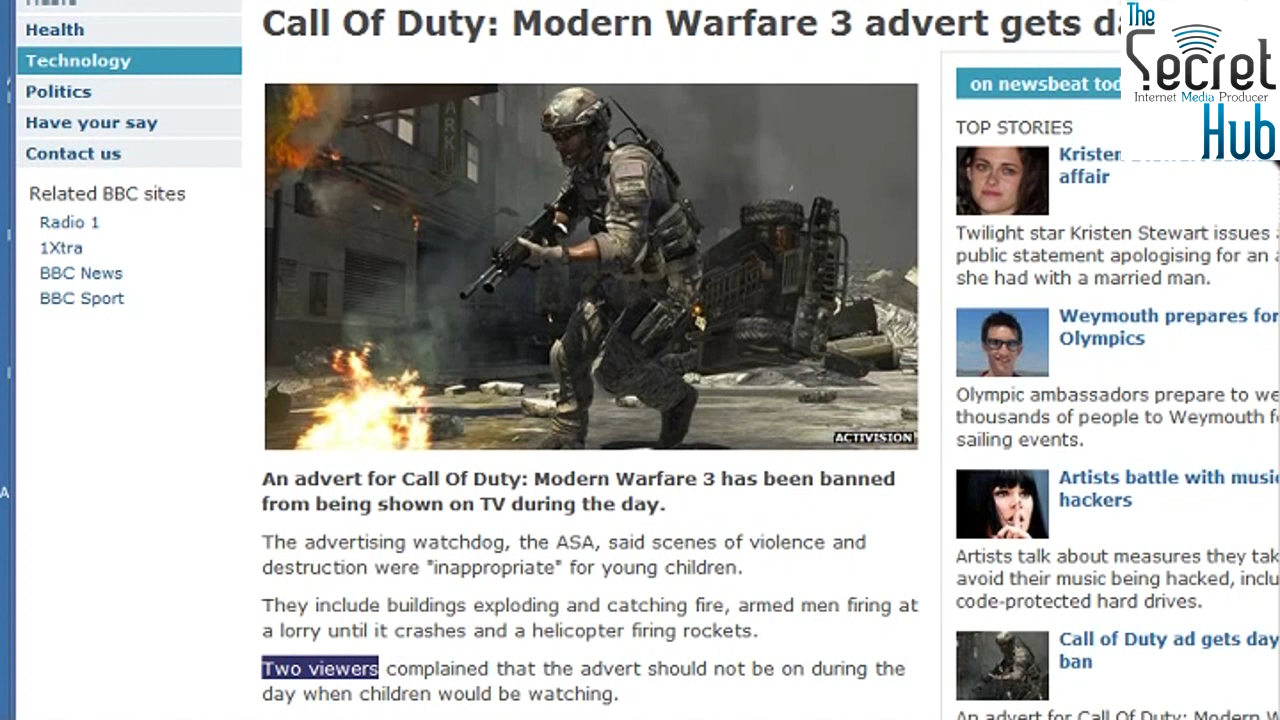 Health
Technology
Politics
Have your say
Contact us
Related BBC sites
Radio 1
1Xtra
BBC News
BBC Sport
Call Of Duty: Modern Warfare 3 advert gets
ARK
ACTIVISION
An advert for Call Of Duty: Modern Warfare 3 has been banned
from being shown on TV during the day.
The advertising watchdog, the ASA, said scenes of violence and
destruction were "inappropriate" for young children.
They include buildings exploding and catching fire, armed men firing at
a lorry until it crashes and a helicopter firing rockets.
Two viewers complained that the advert should not be on during the
day when children would be watching.
The
Secret
Internet Media Producer
Hub
on newsbeat
TOP STORIES
Kristen
affair
Twilight star Kristen Stewart issues
public statement apologising for an
she had with a married man.
Weymouth prepares for
Olympics
Olympic ambassadors prepare to
thousands of people to Weymouth
sailing events.
Artists battle with
hackers
Artists talk about measures they
avoid their music being hacked,
code-protected hard drives.
Call of Duty ad gets day
ban
An advert for Call Of Duty: Modern